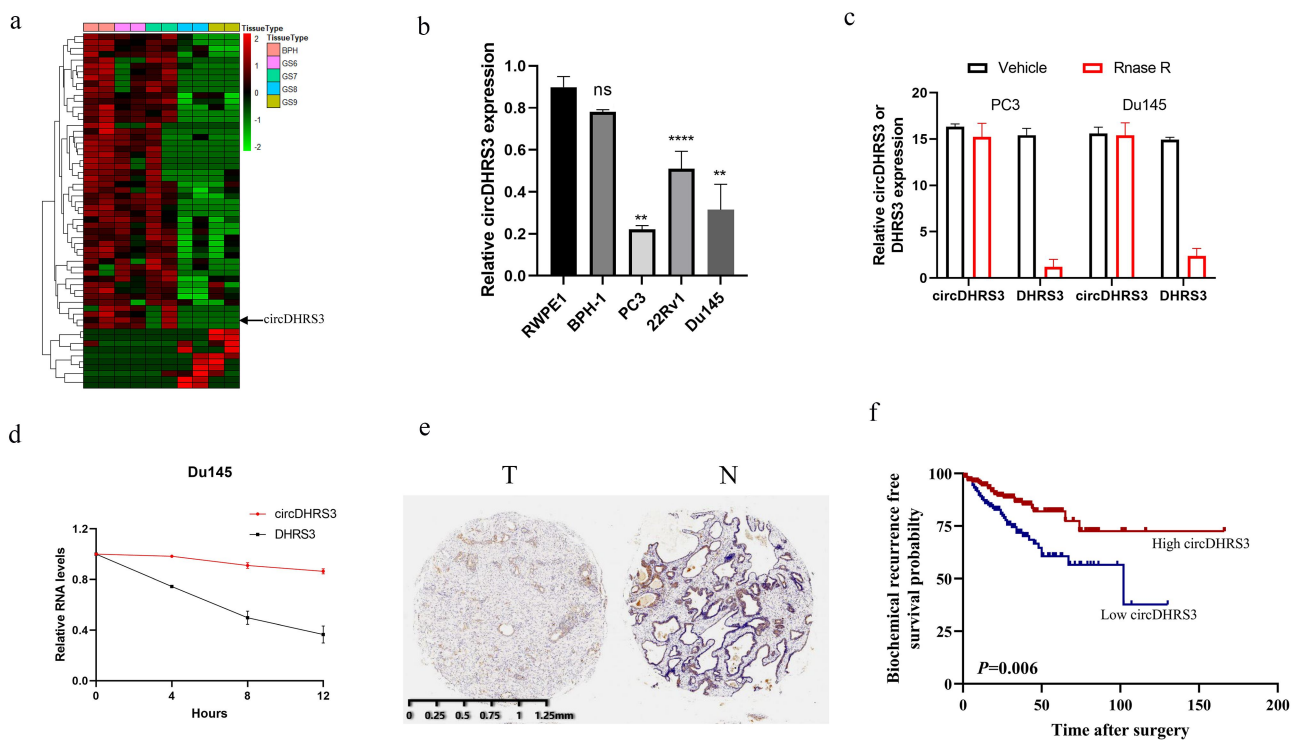 a
TissueType
2
1
0
-1
-2
TissueType
BPH
GS6
GS7
GS8
GS9
circDHRS3
b
Relative circDHRS3 expression
1.0
0.8
0.6
0.4
0.2
0.0
ns
**
****
**
RWPE1
BPH-1
PC3
22Rv1
Du145
c
Vehicle
Rnase R
Relative circDHRS3 or
DHRS3 expression
20
15
10
5
0
PC3
Du145
circDHRS3
DHRS3
circDHRS3
DHRS3
d
Du145
circDHRS3
DHRS3
Relative RNA levels
1.2
0.8
0.4
0.0
0
4
8
12
Hours
e
T
N
0 0.25 0.5 0.75 1 1.25mm
f
Biochemical recurrence free
survival probability
100
75
50
25
0
High circDHRS3
Low circDHRS3
P=0.006
0
50
100
150
200
Time after surgery